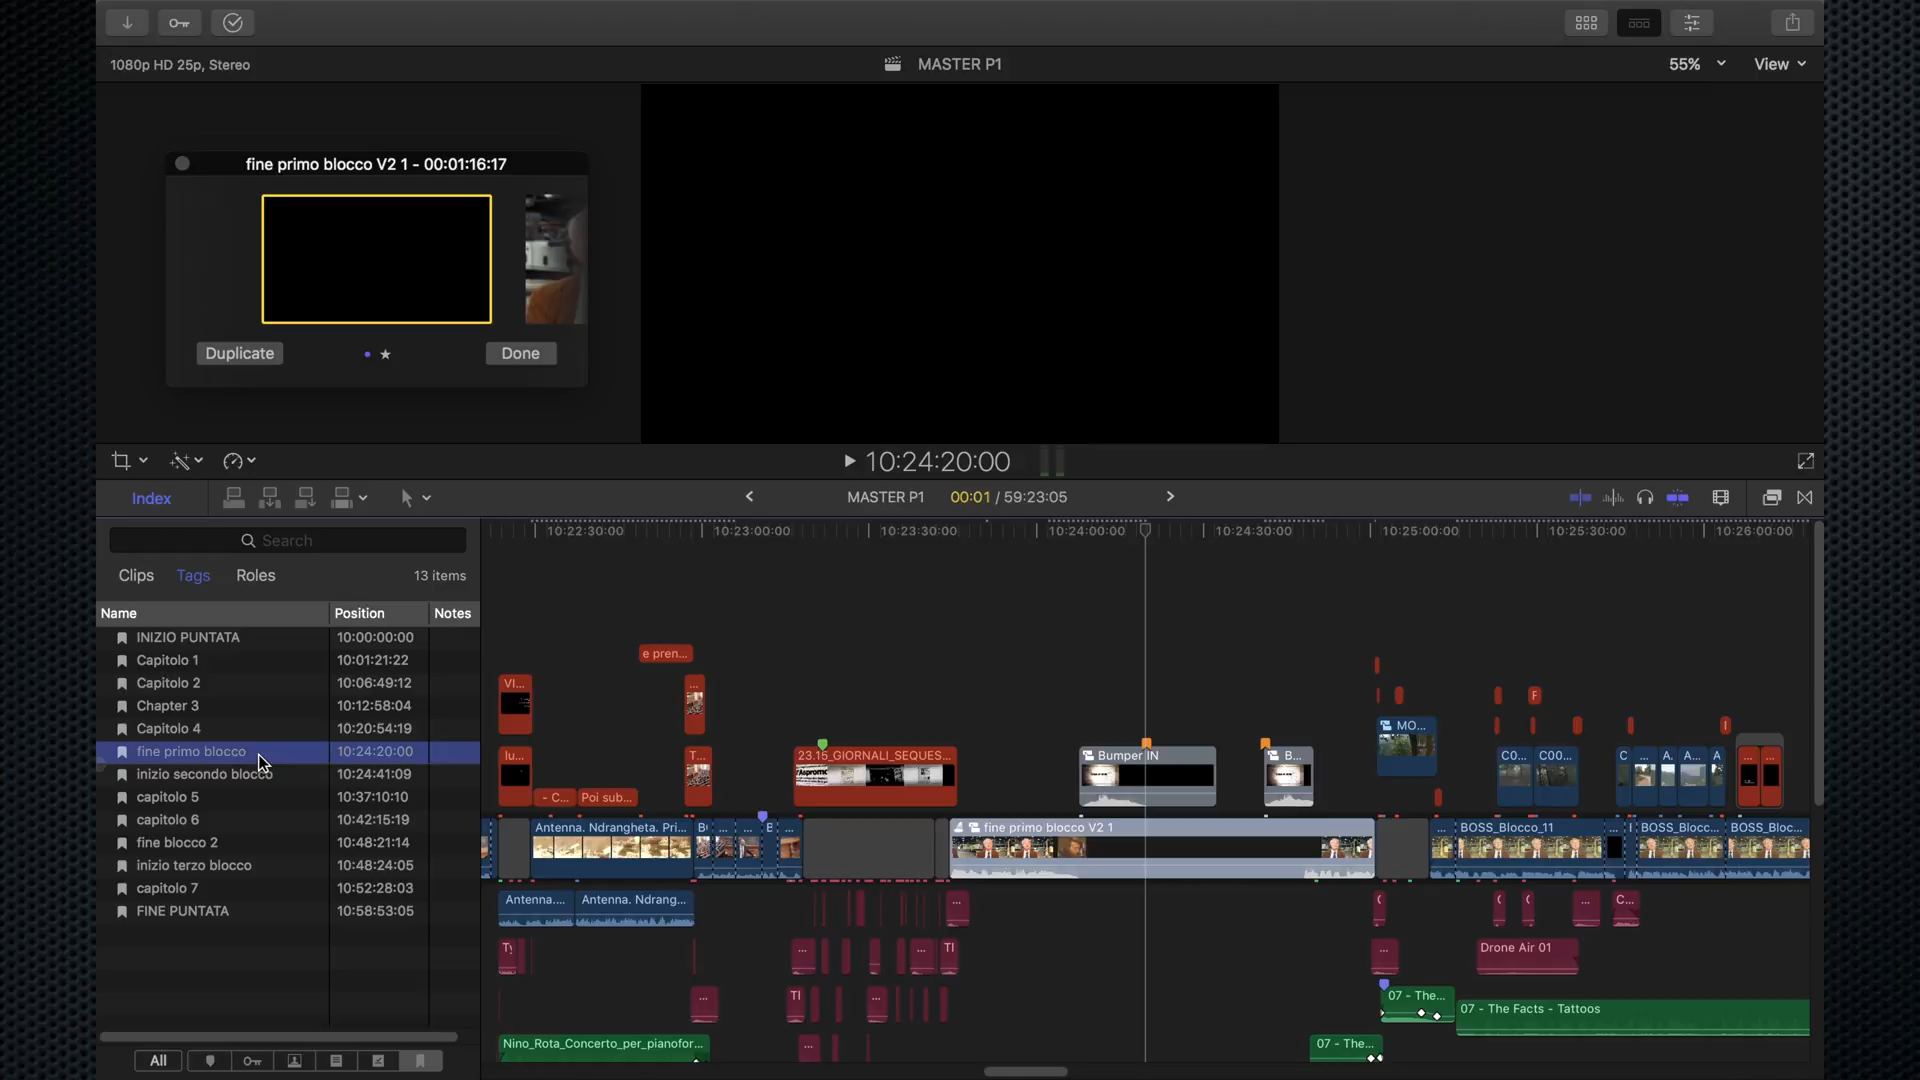 1080p HD 25p, Stereo
MASTER P1
55%
View
fine primo blocco V2 1 - 00:01:16:17
Duplicate
Done
10:24:20:00
Index
MASTER P1
00:01 / 59:23:05
Search
Clips
Tags
Roles
13 items
Name
Position
Notes
INIZIO PUNTATA 10:00:00:00
Capitolo 1 10:01:21:22
Capitolo 2 10:06:49:12
Chapter 3 10:12:58:04
Capitolo 4 10:20:54:19
fine primo blocco 10:24:20:00
inizio secondo blocco 10:24:41:09
capitolo 5 10:37:10:10
capitolo 6 10:42:15:19
fine blocco 2 10:48:21:14
inizio terzo blocco 10:48:24:05
capitolo 7 10:52:28:03
FINE PUNTATA 10:58:53:05
All
10:22:30:00
10:23:00:00
10:23:30:00
10:24:00:00
10:24:30:00
10:25:00:00
10:25:30:00
10:26:00:00
e pren...
VI...
...
F
MO...
lu...
T...
23.15_GIORNALI_SEQUES...
Bumper IN
B...
C0...
C00...
C
...
A.
A...
A
...
...
- C...
Poi sub...
Antenna. Ndrangheta. Pri...
...
...
...
fine primo blocco V2 1
...
BOSS_Blocco_11
...
BOSS_Blocc...
BOSS_Bloc...
Antenna....
Antenna. Ndrang...
...
...
C...
...
...
TI
...
Drone Air 01
...
TI
...
07 - The...
07 - The Facts - Tattoos
Nino_Rota_Concerto_per_pianofor...
...
07 - The...